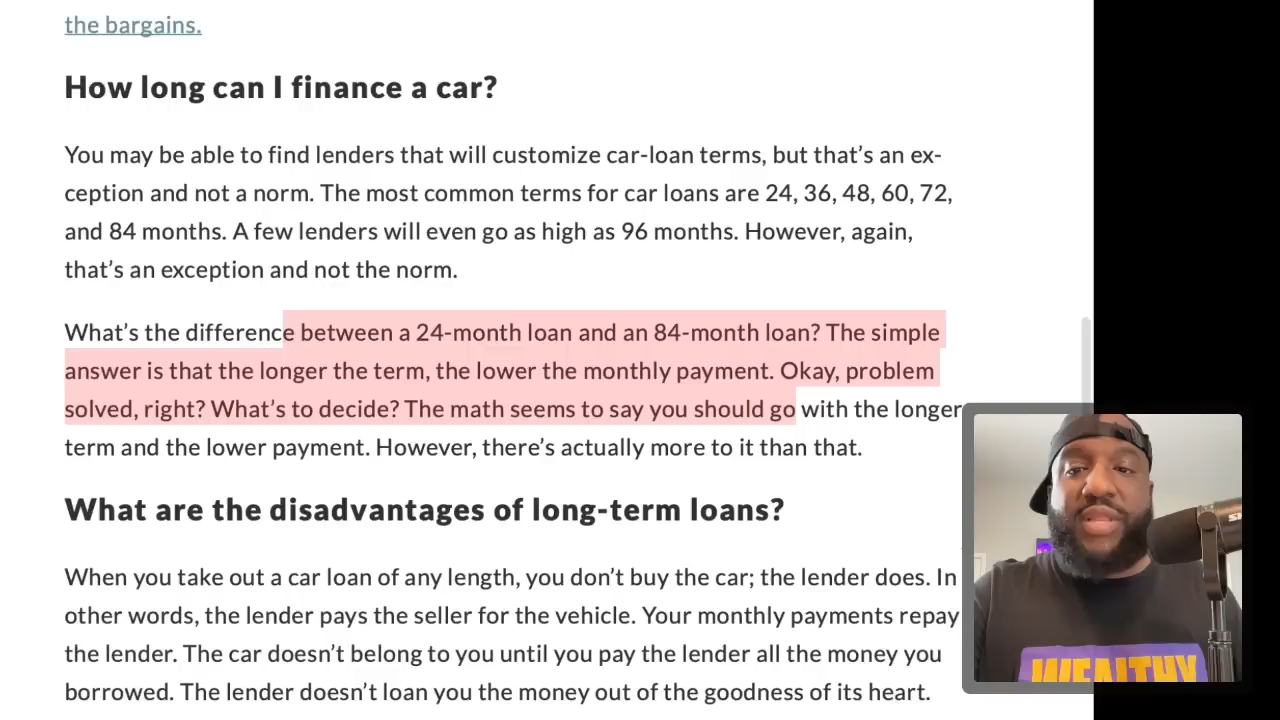 the bargains.
How long can I finance a car?
You may be able to find lenders that will customize car-loan terms, but that’s an ex-
ception and not a norm. The most common terms for car loans are 24, 36, 48, 60, 72,
and 84 months. A few lenders will even go as high as 96 months. However, again,
that’s an exception and not the norm.
What’s the difference between a 24-month loan and an 84-month loan? The simple
answer is that the longer the term, the lower the monthly payment. Okay, problem
solved, right? What’s to decide? The math seems to say you should go with the longer
term and the lower payment. However, there’s actually more to it than that.
What are the disadvantages of long-term loans?
When you take out a car loan of any length, you don’t buy the car; the lender does. In
other words, the lender pays the seller for the vehicle. Your monthly payments repay
the lender. The car doesn’t belong to you until you pay the lender all the money you
borrowed. The lender doesn’t loan you the money out of the goodness of its heart.
WEALTHY